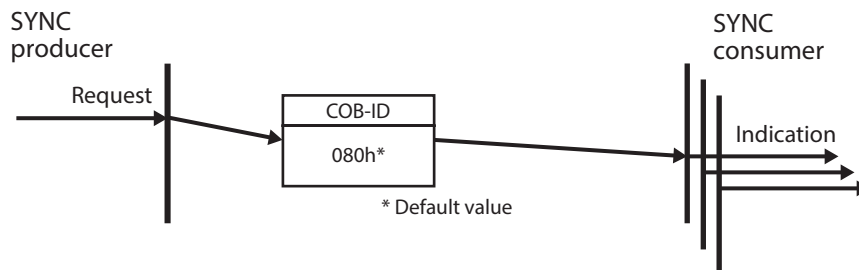 SYNC
producer
SYNC
consumer
Request
COB-ID
Indication
080h*
* Default value